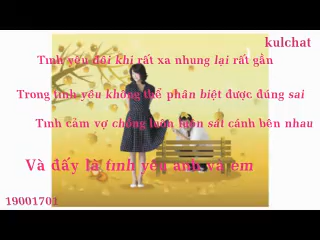 kulchat
Tình yêu đôi khi rất xa nhung lại rất gần
Trong tình yêu không thể phân biệt được đúng sai
Tình cảm vợ chồng luôn luôn sát cánh bên nhau
Và đấy là tình yêu anh và em
19001701